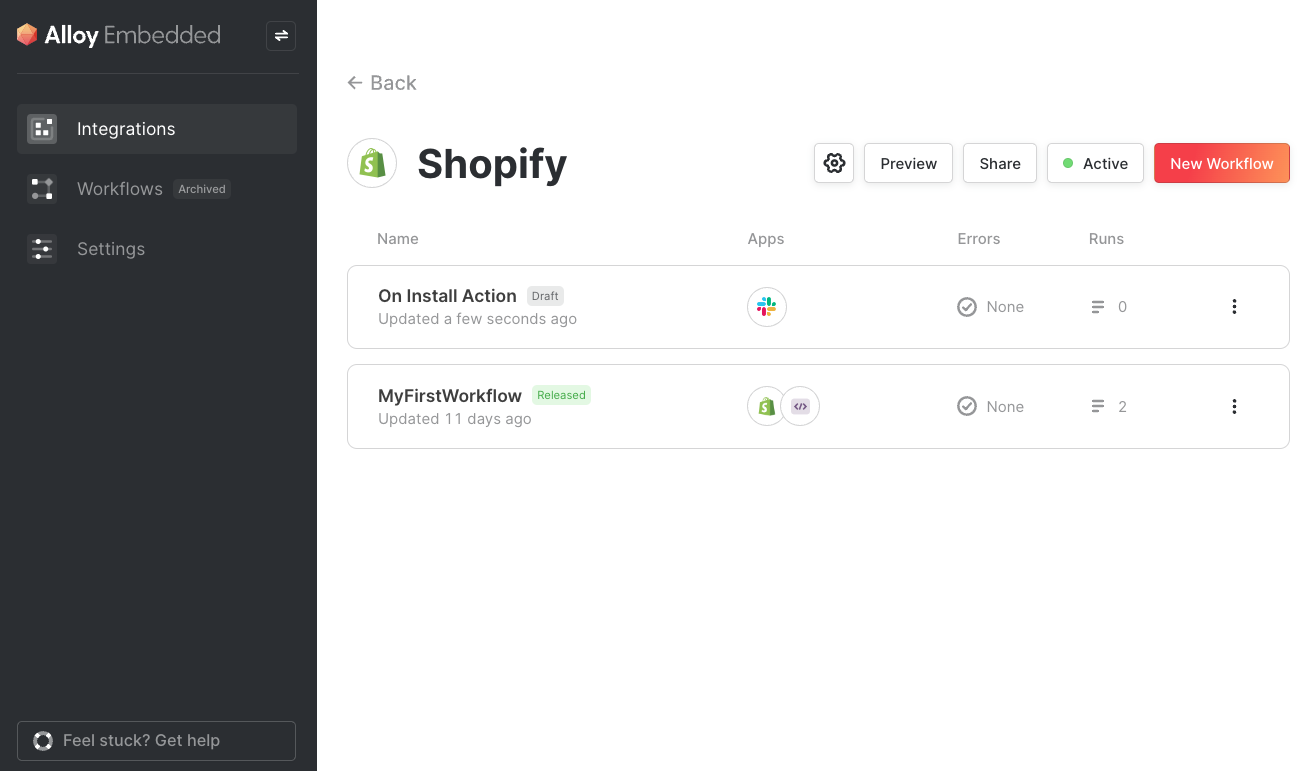 Alloy Embedded
Integrations
Workflows Archived
Settings
Feel stuck? Get help
← Back
Shopify
Preview
Share
Active
New Workflow
Name Apps Errors Runs
On Install Action Draft
Updated a few seconds ago
None
0
MyFirstWorkflow Released
Updated 11 days ago
</>
None
2